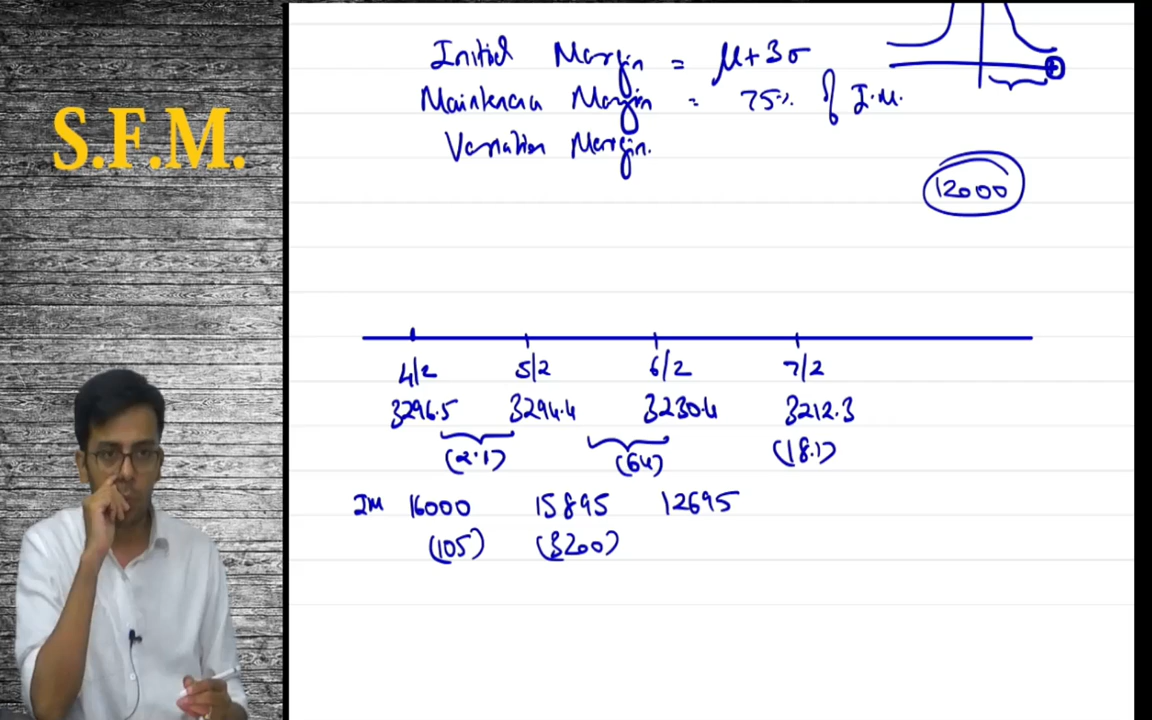 S.F.M.
Initial Margin = μ+3σ
Maintenance Margin = 75% of I.M.
Variation Margin.
12000
4/2 5/2 6/2 7/2
3296.5 3294.4 3230.4 3212.3
(2.1) (64) (18.1)
IM 16000 15895 12695
(105) (3200)